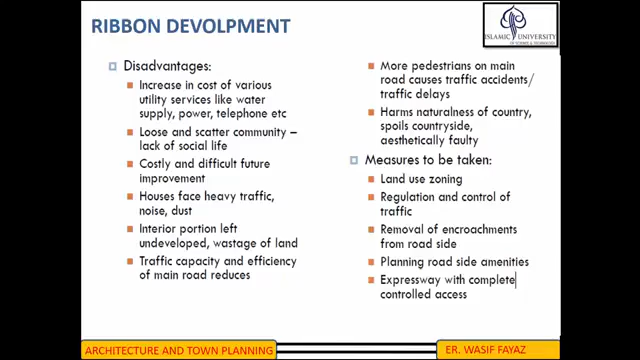 RIBBON DEVOLPMENT
ISLAMIC UNIVERSITY
OF SCIENCE & TECHNOLOGY
Disadvantages:
Increase in cost of various
utility services like water
supply, power, telephone etc
Loose and scatter community –
lack of social life
Costly and difficult future
improvement
Houses face heavy traffic,
noise, dust
Interior portion left
undeveloped, wastage of land
Traffic capacity and efficiency
of main road reduces
More pedestrians on main
road causes traffic accidents/
traffic delays
Harms naturalness of country,
spoils countryside,
aesthetically faulty
Measures to be taken:
Land use zoning
Regulation and control of
traffic
Removal of encroachments
from road side
Planning road side amenities
Expressway with complete
controlled access
ARCHITECTURE AND TOWN PLANNING
ER. WASIF FAYAZ